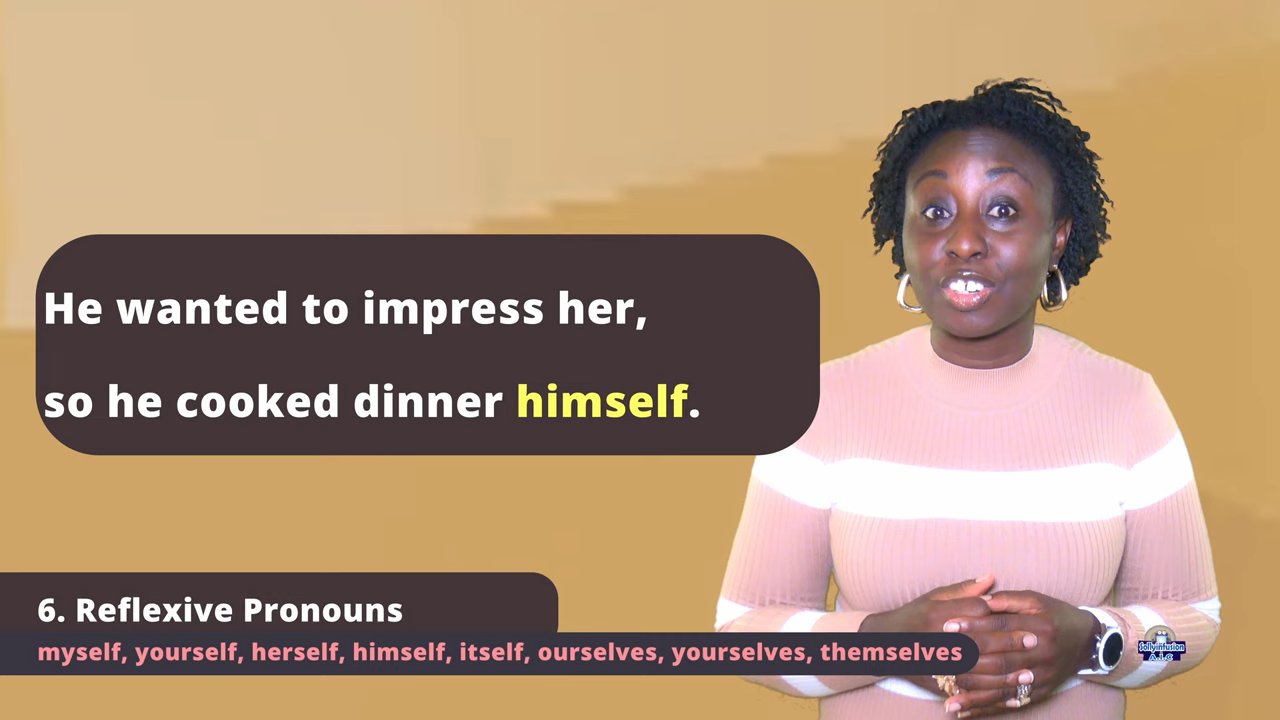 He wanted to impress her,
so he cooked dinner himself.
6. Reflexive Pronouns
myself, yourself, herself, himself, itself, ourselves, yourselves, themselves
Sollyinfusion
A.I.C